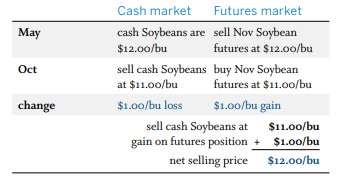 Cash market Futures market
May cash Soybeans are sell Nov Soybean
$12.00/bu futures at $12.00/bu
Oct sell cash Soybeans buy Nov Soybean
at $11.00/bu futures at $11.00/bu
change $1.00/bu loss $1.00/bu gain
sell cash Soybeans at $11.00/bu
gain on futures position + $1.00/bu
net selling price $12.00/bu